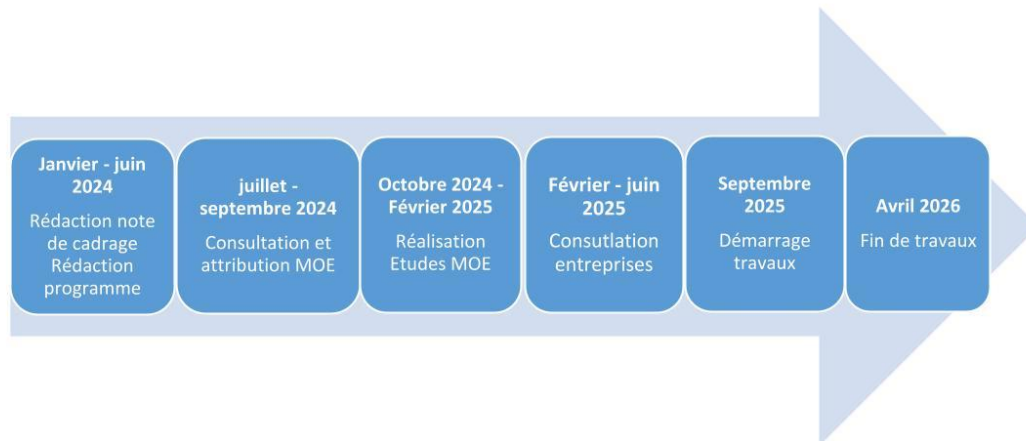 Janvier - juin
2024
Rédaction note
de cadrage
Rédaction
programme
juillet -
septembre 2024
Consultation et
attribution MOE
Octobre 2024 -
Février 2025
Réalisation
Etudes MOE
Février - juin
2025
Consutlation
entreprises
Septembre
2025
Démarrage
travaux
Avril 2026
Fin de travaux